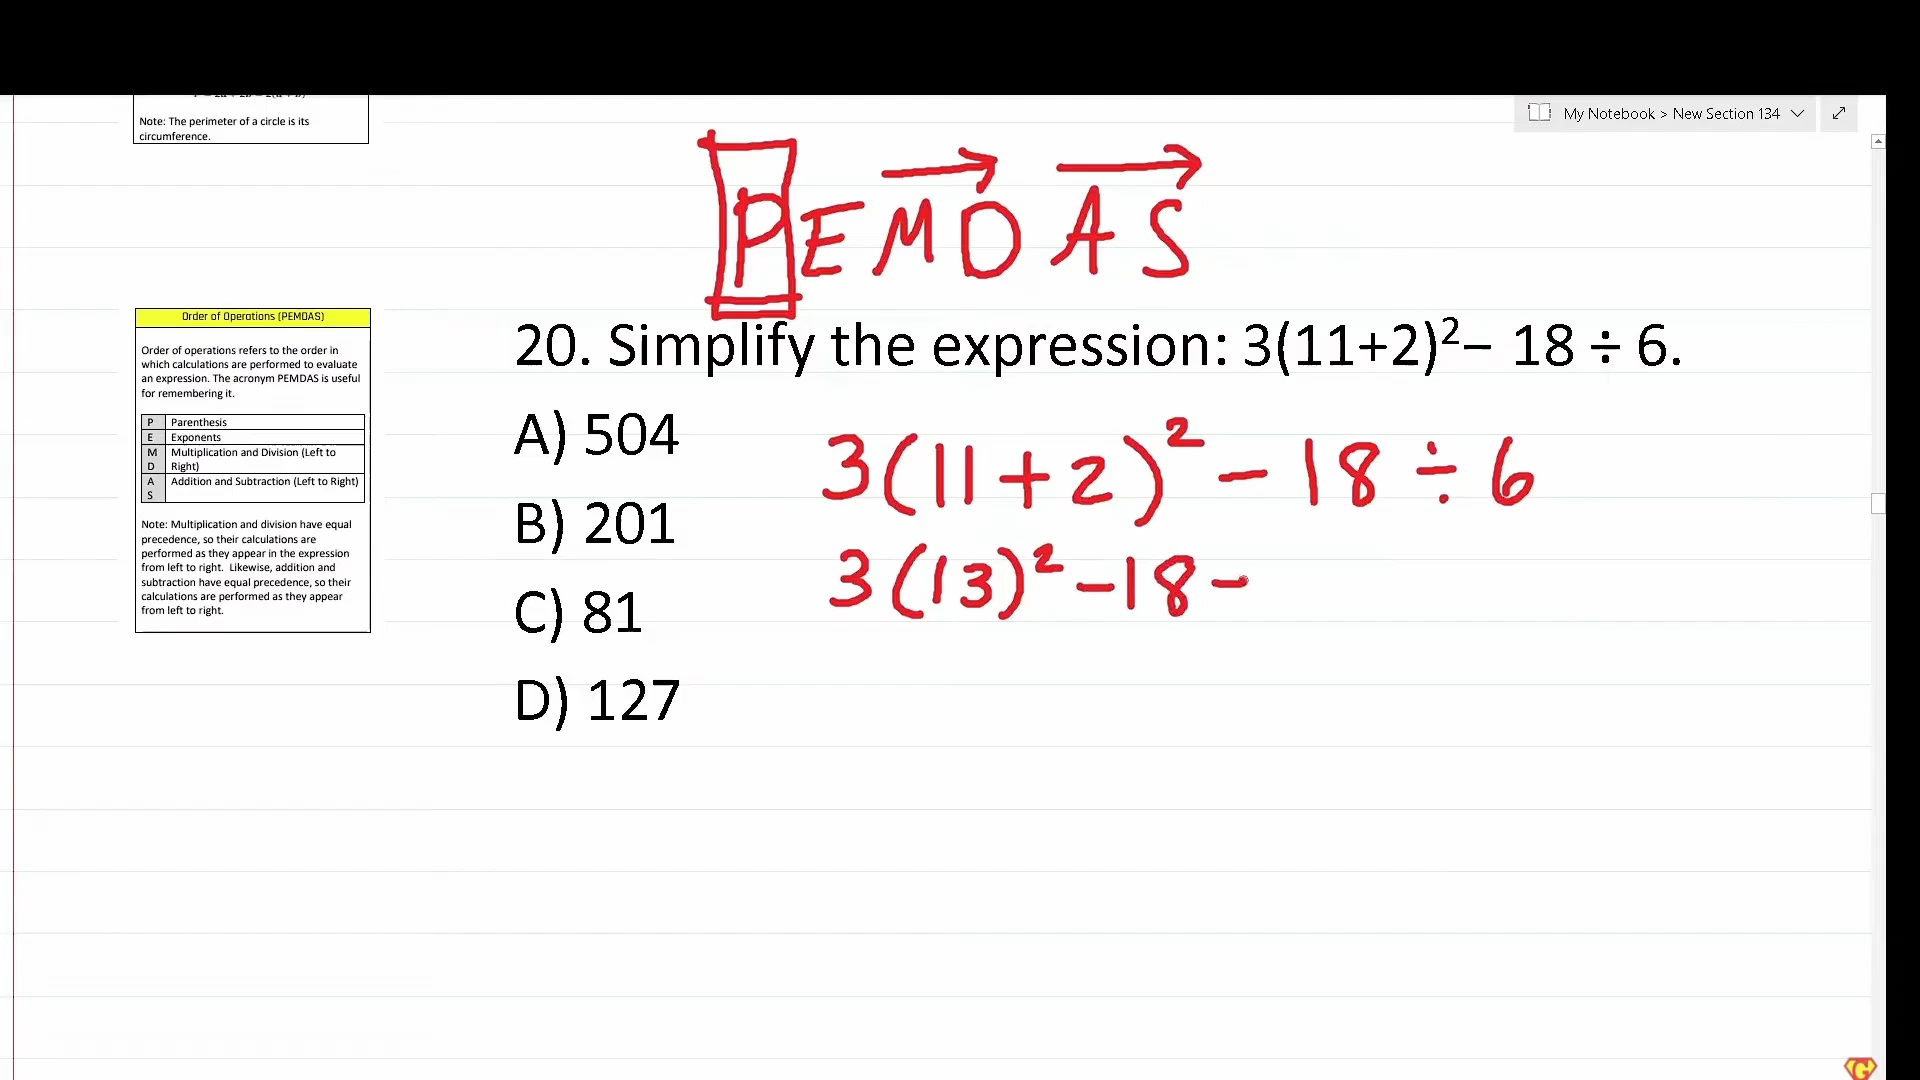 Note: The perimeter of a circle is its
circumference.
My Notebook > New Section 134
PEMDAS
Order of Operations (PEMDAS)
Order of operations refers to the order in
which calculations are performed to evaluate
an expression. The acronym PEMDAS is useful
for remembering it.
P Parenthesis
E Exponents
M Multiplication and Division (Left to
D Right)
A Addition and Subtraction (Left to Right)
S
Note: Multiplication and division have equal
precedence, so their calculations are
performed as they appear in the expression
from left to right. Likewise, addition and
subtraction have equal precedence, so their
calculations are performed as they appear
from left to right.
20. Simplify the expression: 3(11+2)²– 18 ÷ 6.
A) 504
B) 201
C) 81
D) 127
3(11+2)² - 18 ÷ 6
3(13)² -18 -
G